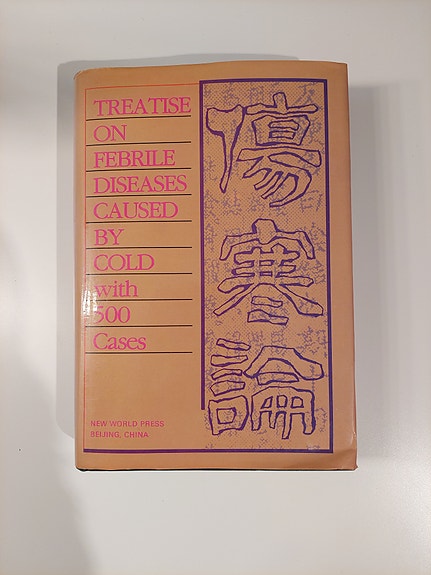 TREATISE
ON
FEBRILE
DISEASES
CAUSED
BY
COLD
with
500
Cases
傷
寒
論
NEW WORLD PRESS
BEIJING, CHINA